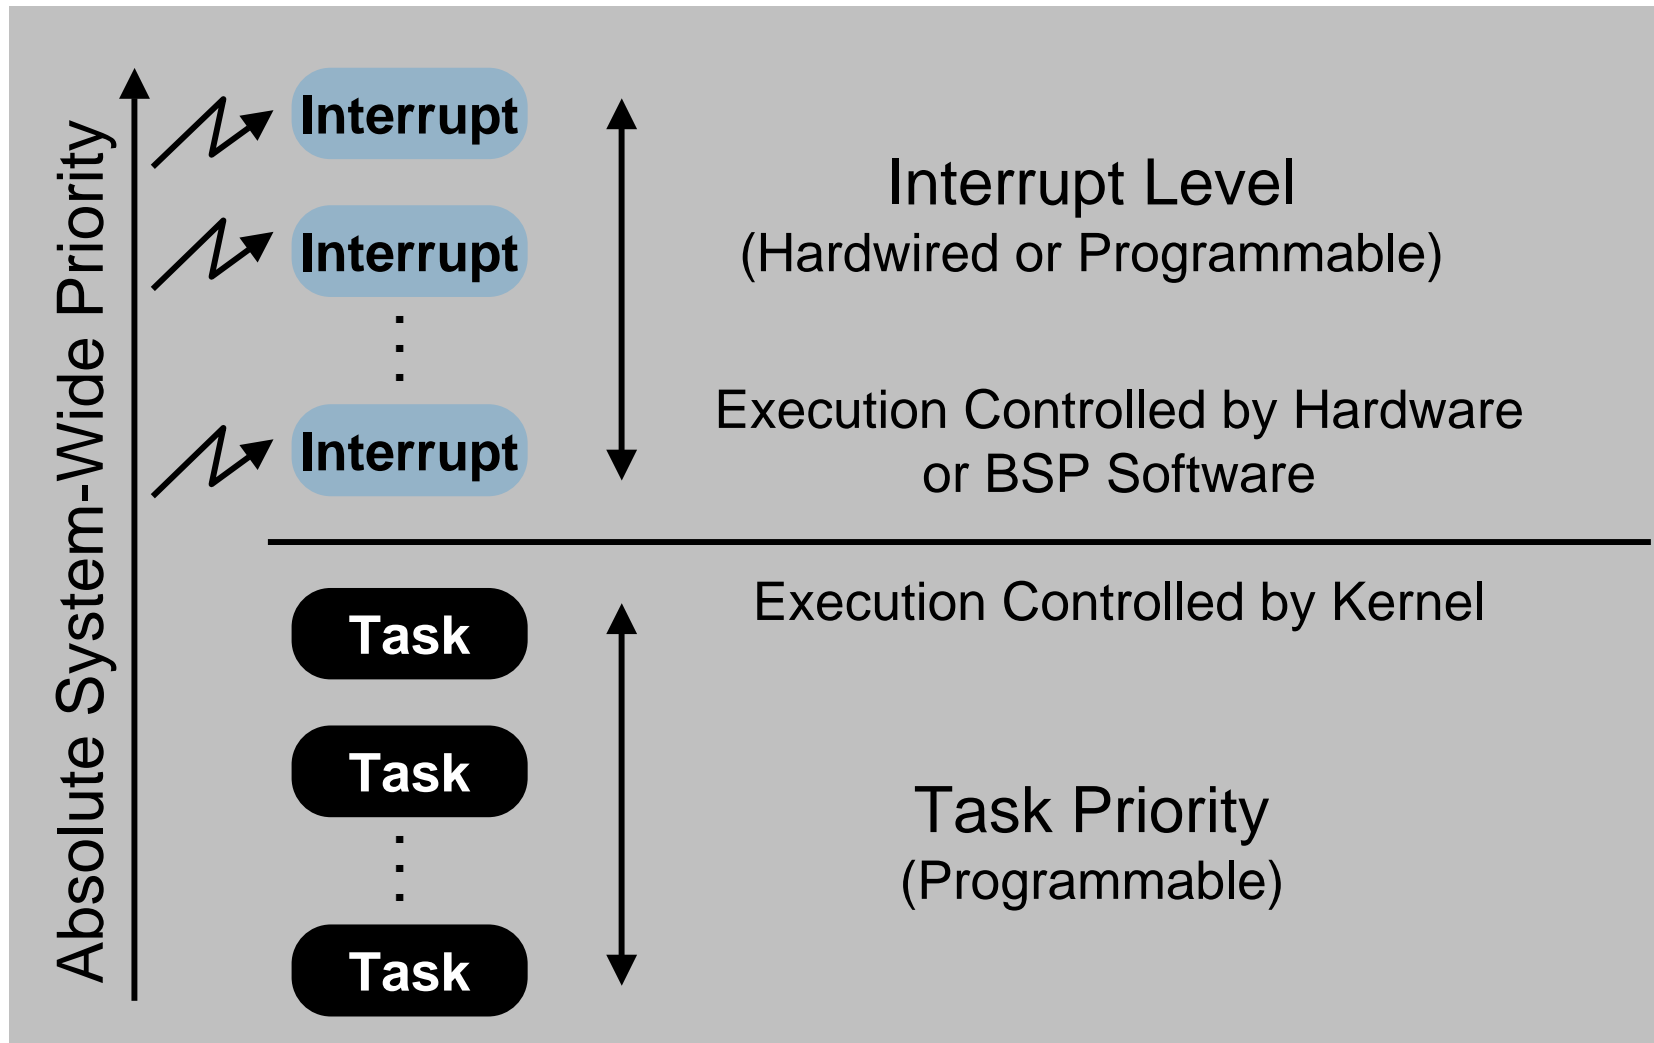 Absolute System-Wide Priority
Interrupt
Interrupt
Interrupt
Interrupt Level
(Hardwired or Programmable)
Execution Controlled by Hardware
or BSP Software
Execution Controlled by Kernel
Task
Task
Task
Task Priority
(Programmable)